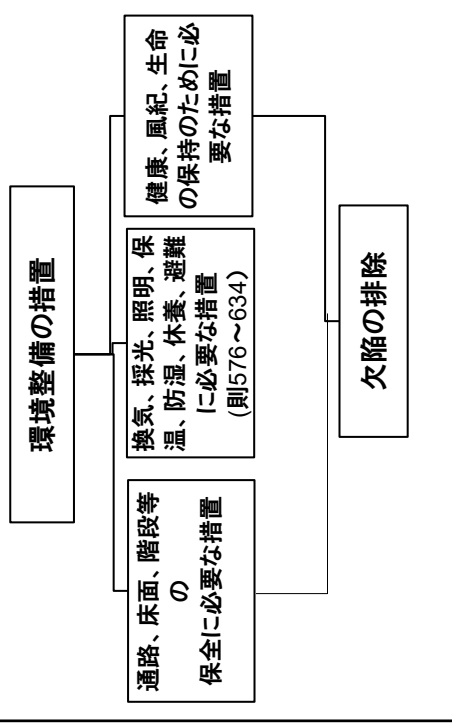 環境整備の措置
通路、床面、階段等
の
保全に必要な措置
換気、採光、照明、保
温、防湿、休養、避難
に必要な措置
(則576～634)
健康、風紀、生命
の保持のために必
要な措置
欠陥の排除